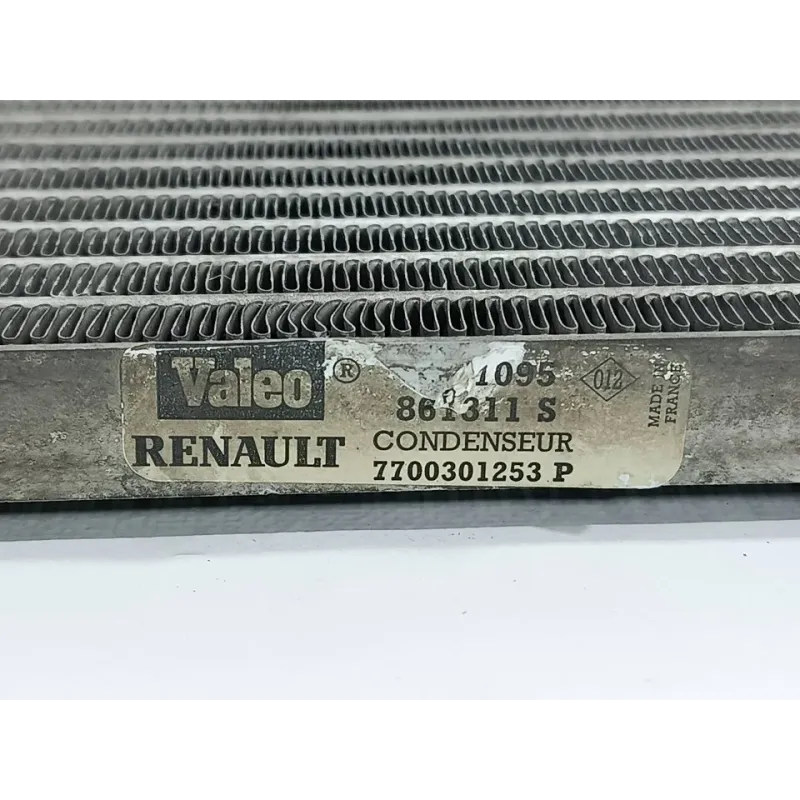 Valeo ® 1095
861311 S
RENAULT CONDENSEUR
7700301253 P
012
MADE IN
FRANCE